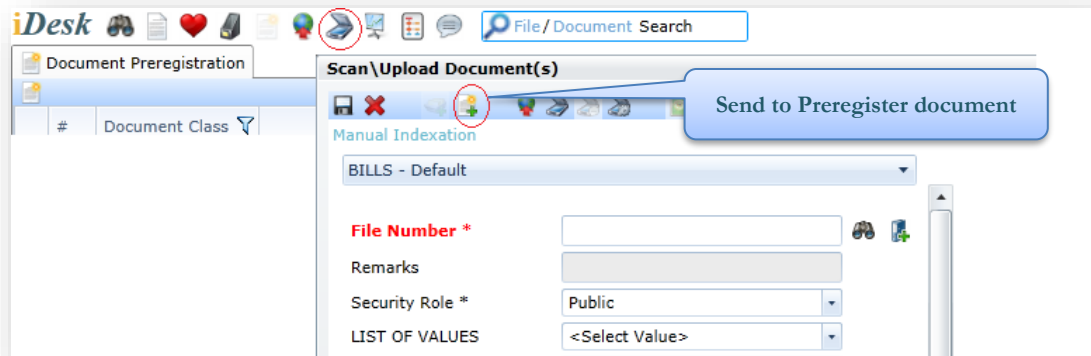 iDesk File/Document Search
Document Preregistration
# Document Class
Scan\Upload Document(s)
Send to Preregister document
Manual Indexation
BILLS - Default
File Number *
Remarks
Security Role * Public
LIST OF VALUES <Select Value>